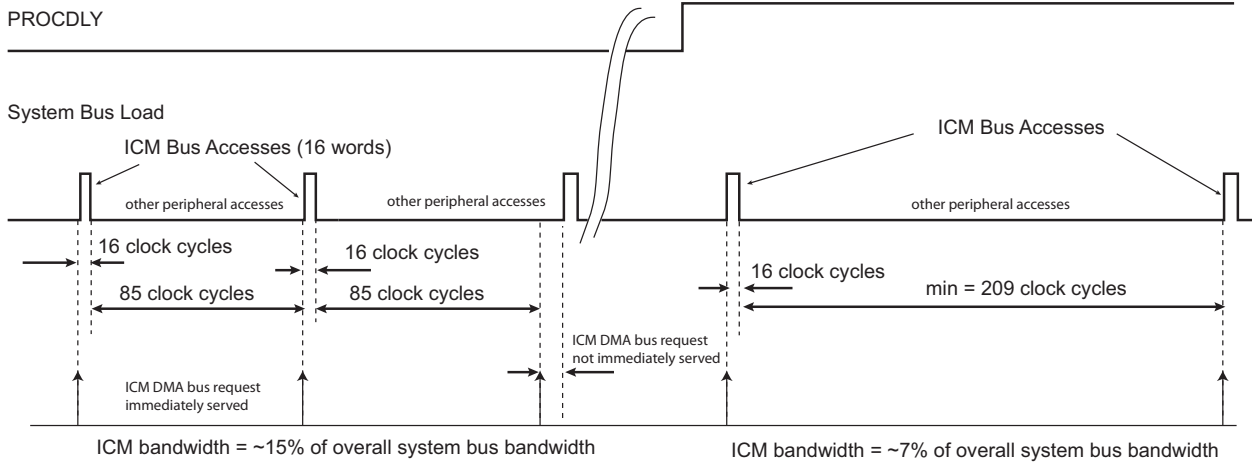 PROCDLY
System Bus Load
ICM Bus Accesses (16 words)
ICM Bus Accesses
other peripheral accesses
other peripheral accesses
other peripheral accesses
16 clock cycles
16 clock cycles
16 clock cycles
85 clock cycles
85 clock cycles
min = 209 clock cycles
ICM DMA bus request
not immediately served
ICM DMA bus request
immediately served
ICM bandwidth = ~15% of overall system bus bandwidth
ICM bandwidth = ~7% of overall system bus bandwidth